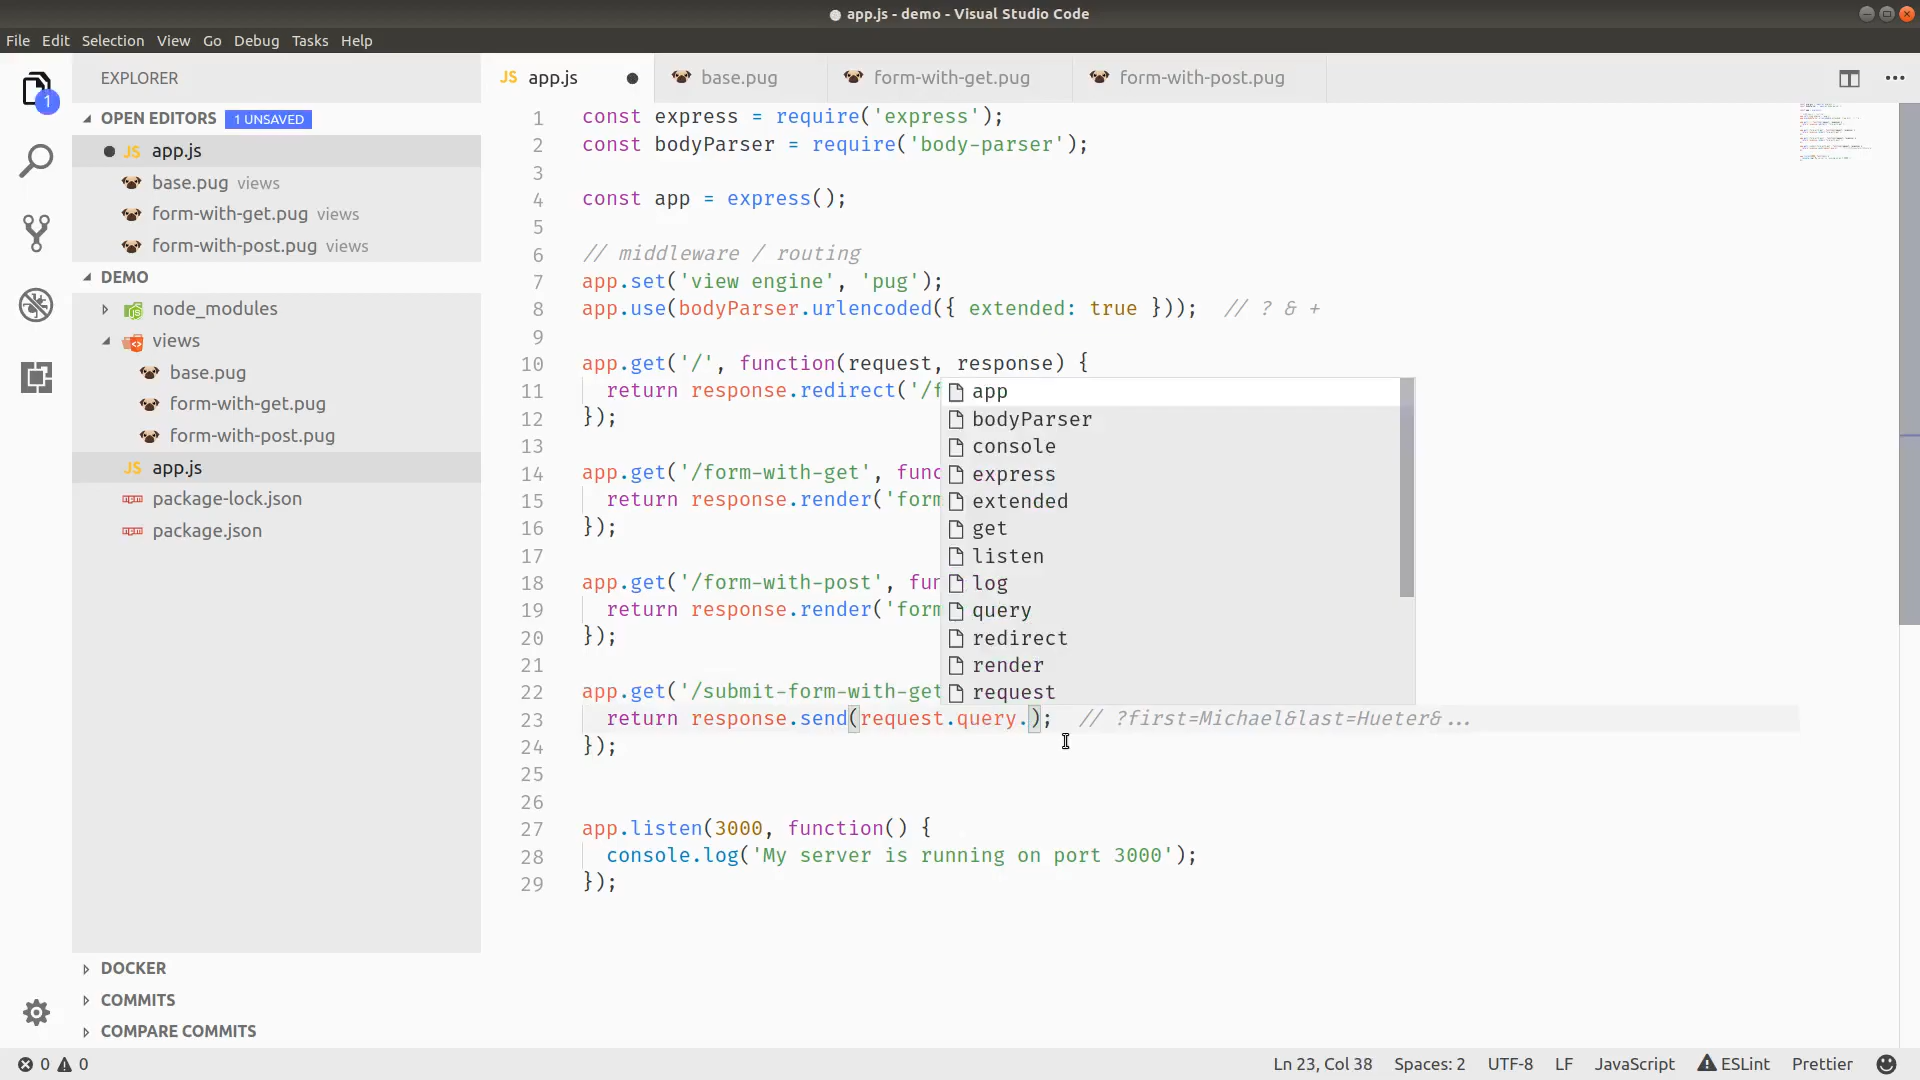 app.js - demo - Visual Studio Code
File Edit Selection View Go Debug Tasks Help
1
EXPLORER
OPEN EDITORS 1 UNSAVED
JS app.js
base.pug views
form-with-get.pug views
form-with-post.pug views
DEMO
node_modules
views
base.pug
form-with-get.pug
form-with-post.pug
JS app.js
package-lock.json
package.json
DOCKER
COMMITS
COMPARE COMMITS
JS app.js base.pug form-with-get.pug form-with-post.pug
1 const express = require('express');
2 const bodyParser = require('body-parser');
3
4 const app = express();
5
6 // middleware / routing
7 app.set('view engine', 'pug');
8 app.use(bodyParser.urlencoded({ extended: true })); // ? & +
9
10 app.get('/', function(request, response) {
11 return response.redirect('/f
12 });
13
14 app.get('/form-with-get', func
15 return response.render('form
16 });
17
18 app.get('/form-with-post', fun
19 return response.render('form
20 });
21
22 app.get('/submit-form-with-get
23 return response.send(request.query.); // ?first=Michael&last=Hueter&...
24 });
25
26
27 app.listen(3000, function() {
28 console.log('My server is running on port 3000');
29 });
app
bodyParser
console
express
extended
get
listen
log
query
redirect
render
request
0 0 Ln 23, Col 38 Spaces: 2 UTF-8 LF JavaScript ESLint Prettier